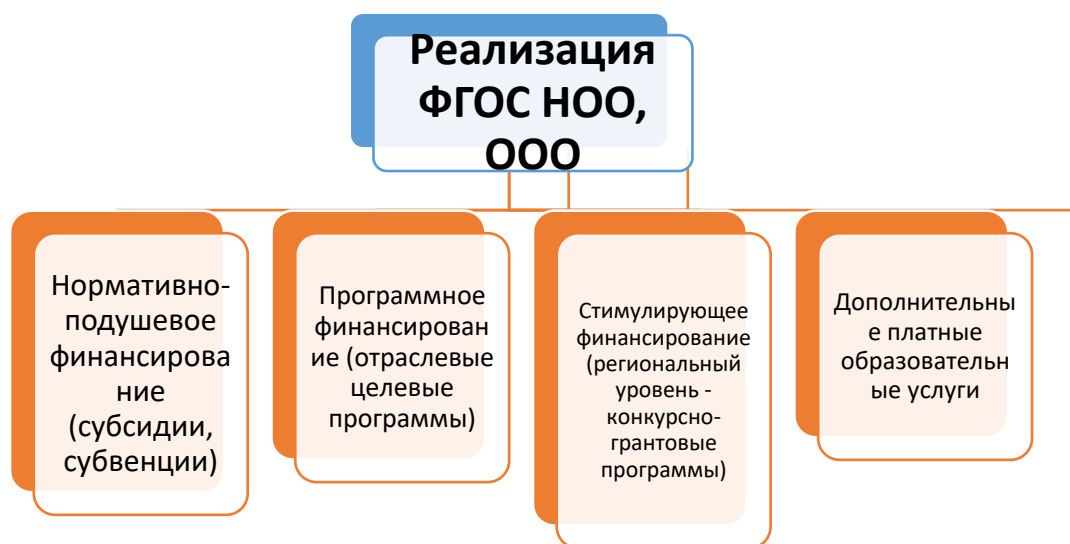 Реализация
ФГОС НОО,
ООО
Нормативно-
подушевое
финансирова
ние
(субсидии,
субвенции)
Программное
финансирован
ие (отраслевые
целевые
программы)
Стимулирующее
финансирование
(региональный
уровень -
конкурсно-
грантовые
программы)
Дополнительны
е платные
образовательн
ые услуги